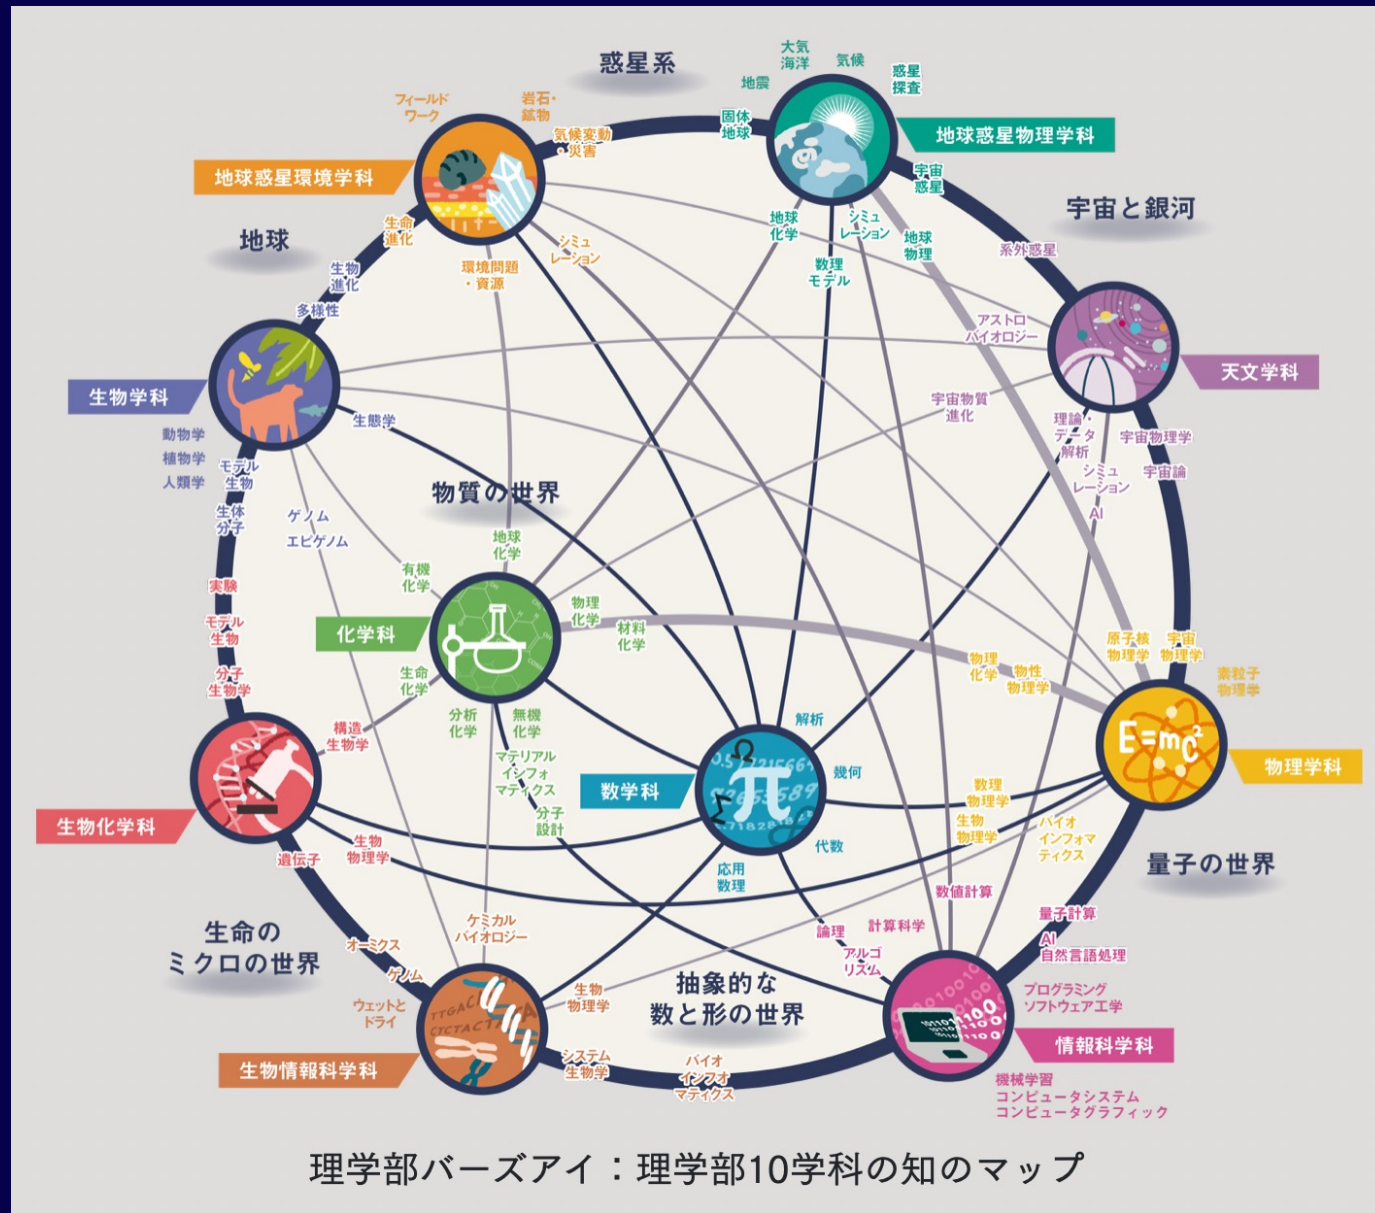 惑星系
大気
海洋
気候
地震
惑星
探査
固体
地球
地球惑星物理学科
宇宙
惑星
地球
化学
シミュ
レーション
地球
物理
数理
モデル
フィールド
ワーク
岩石・
鉱物
気候変動
・災害
地球惑星環境学科
生命
進化
シミュ
レーション
環境問題
・資源
地球
生物
進化
多様性
生物学科
動物学
植物学
人類学
モデル
生物
生体
分子
生態学
ゲノム
エピゲノム
宇宙と銀河
系外惑星
アストロ
バイオロジー
天文学科
宇宙物質
進化
理論・
データ
解析
宇宙物理学
シミュ
レーション
宇宙論
AI
物質の世界
地球
化学
有機
化学
物理
化学
材料
化学
化学科
生命
化学
分析
化学
無機
化学
マテリアル
インフォ
マティクス
分子
設計
実験
モデル
生物
分子
生物学
構造
生物学
生物化学科
遺伝子
生物
物理学
原子核
物理学
宇宙
物理学
素粒子
物理学
物理
化学
物性
物理学
E=mc²
物理学科
数理
物理学
生物
物理学
バイオ
インフォマ
ティクス
量子の世界
解析
幾何
数学科
Ω
π
Σ
代数
応用
数理
生命の
ミクロの世界
オーミクス
ゲノム
ケミカル
バイオロジー
ウェットと
ドライ
生物
物理学
生物情報科学科
システム
生物学
バイオ
インフォ
マティクス
抽象的な
数と形の世界
数値計算
計算科学
論理
アルゴ
リズム
量子計算
AI
自然言語処理
プログラミング
ソフトウェア工学
情報科学科
機械学習
コンピュータシステム
コンピュータグラフィック
理学部バーズアイ：理学部10学科の知のマップ